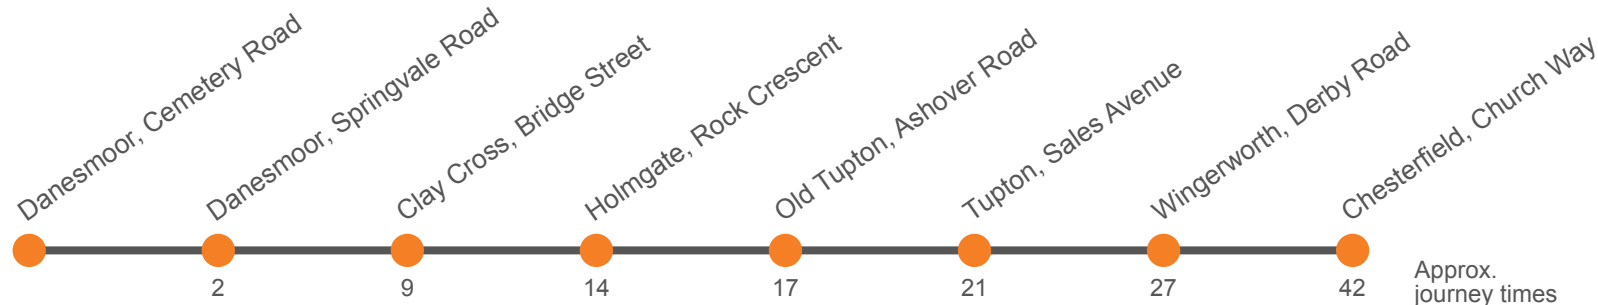 Danesmoor, Cemetery Road
Danesmoor, Springvale Road
Clay Cross, Bridge Street
Holmgate, Rock Crescent
Old Tupton, Ashover Road
Tupton, Sales Avenue
Wingerworth, Derby Road
Chesterfield, Church Way
2
9
14
17
21
27
42
Approx.
journey times